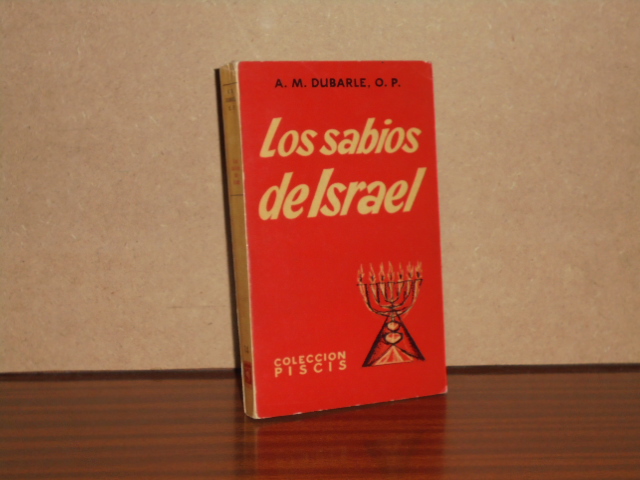 A. M. DUBARLE, O. P.
Los sabios
de Israel
COLECCION
PISCIS